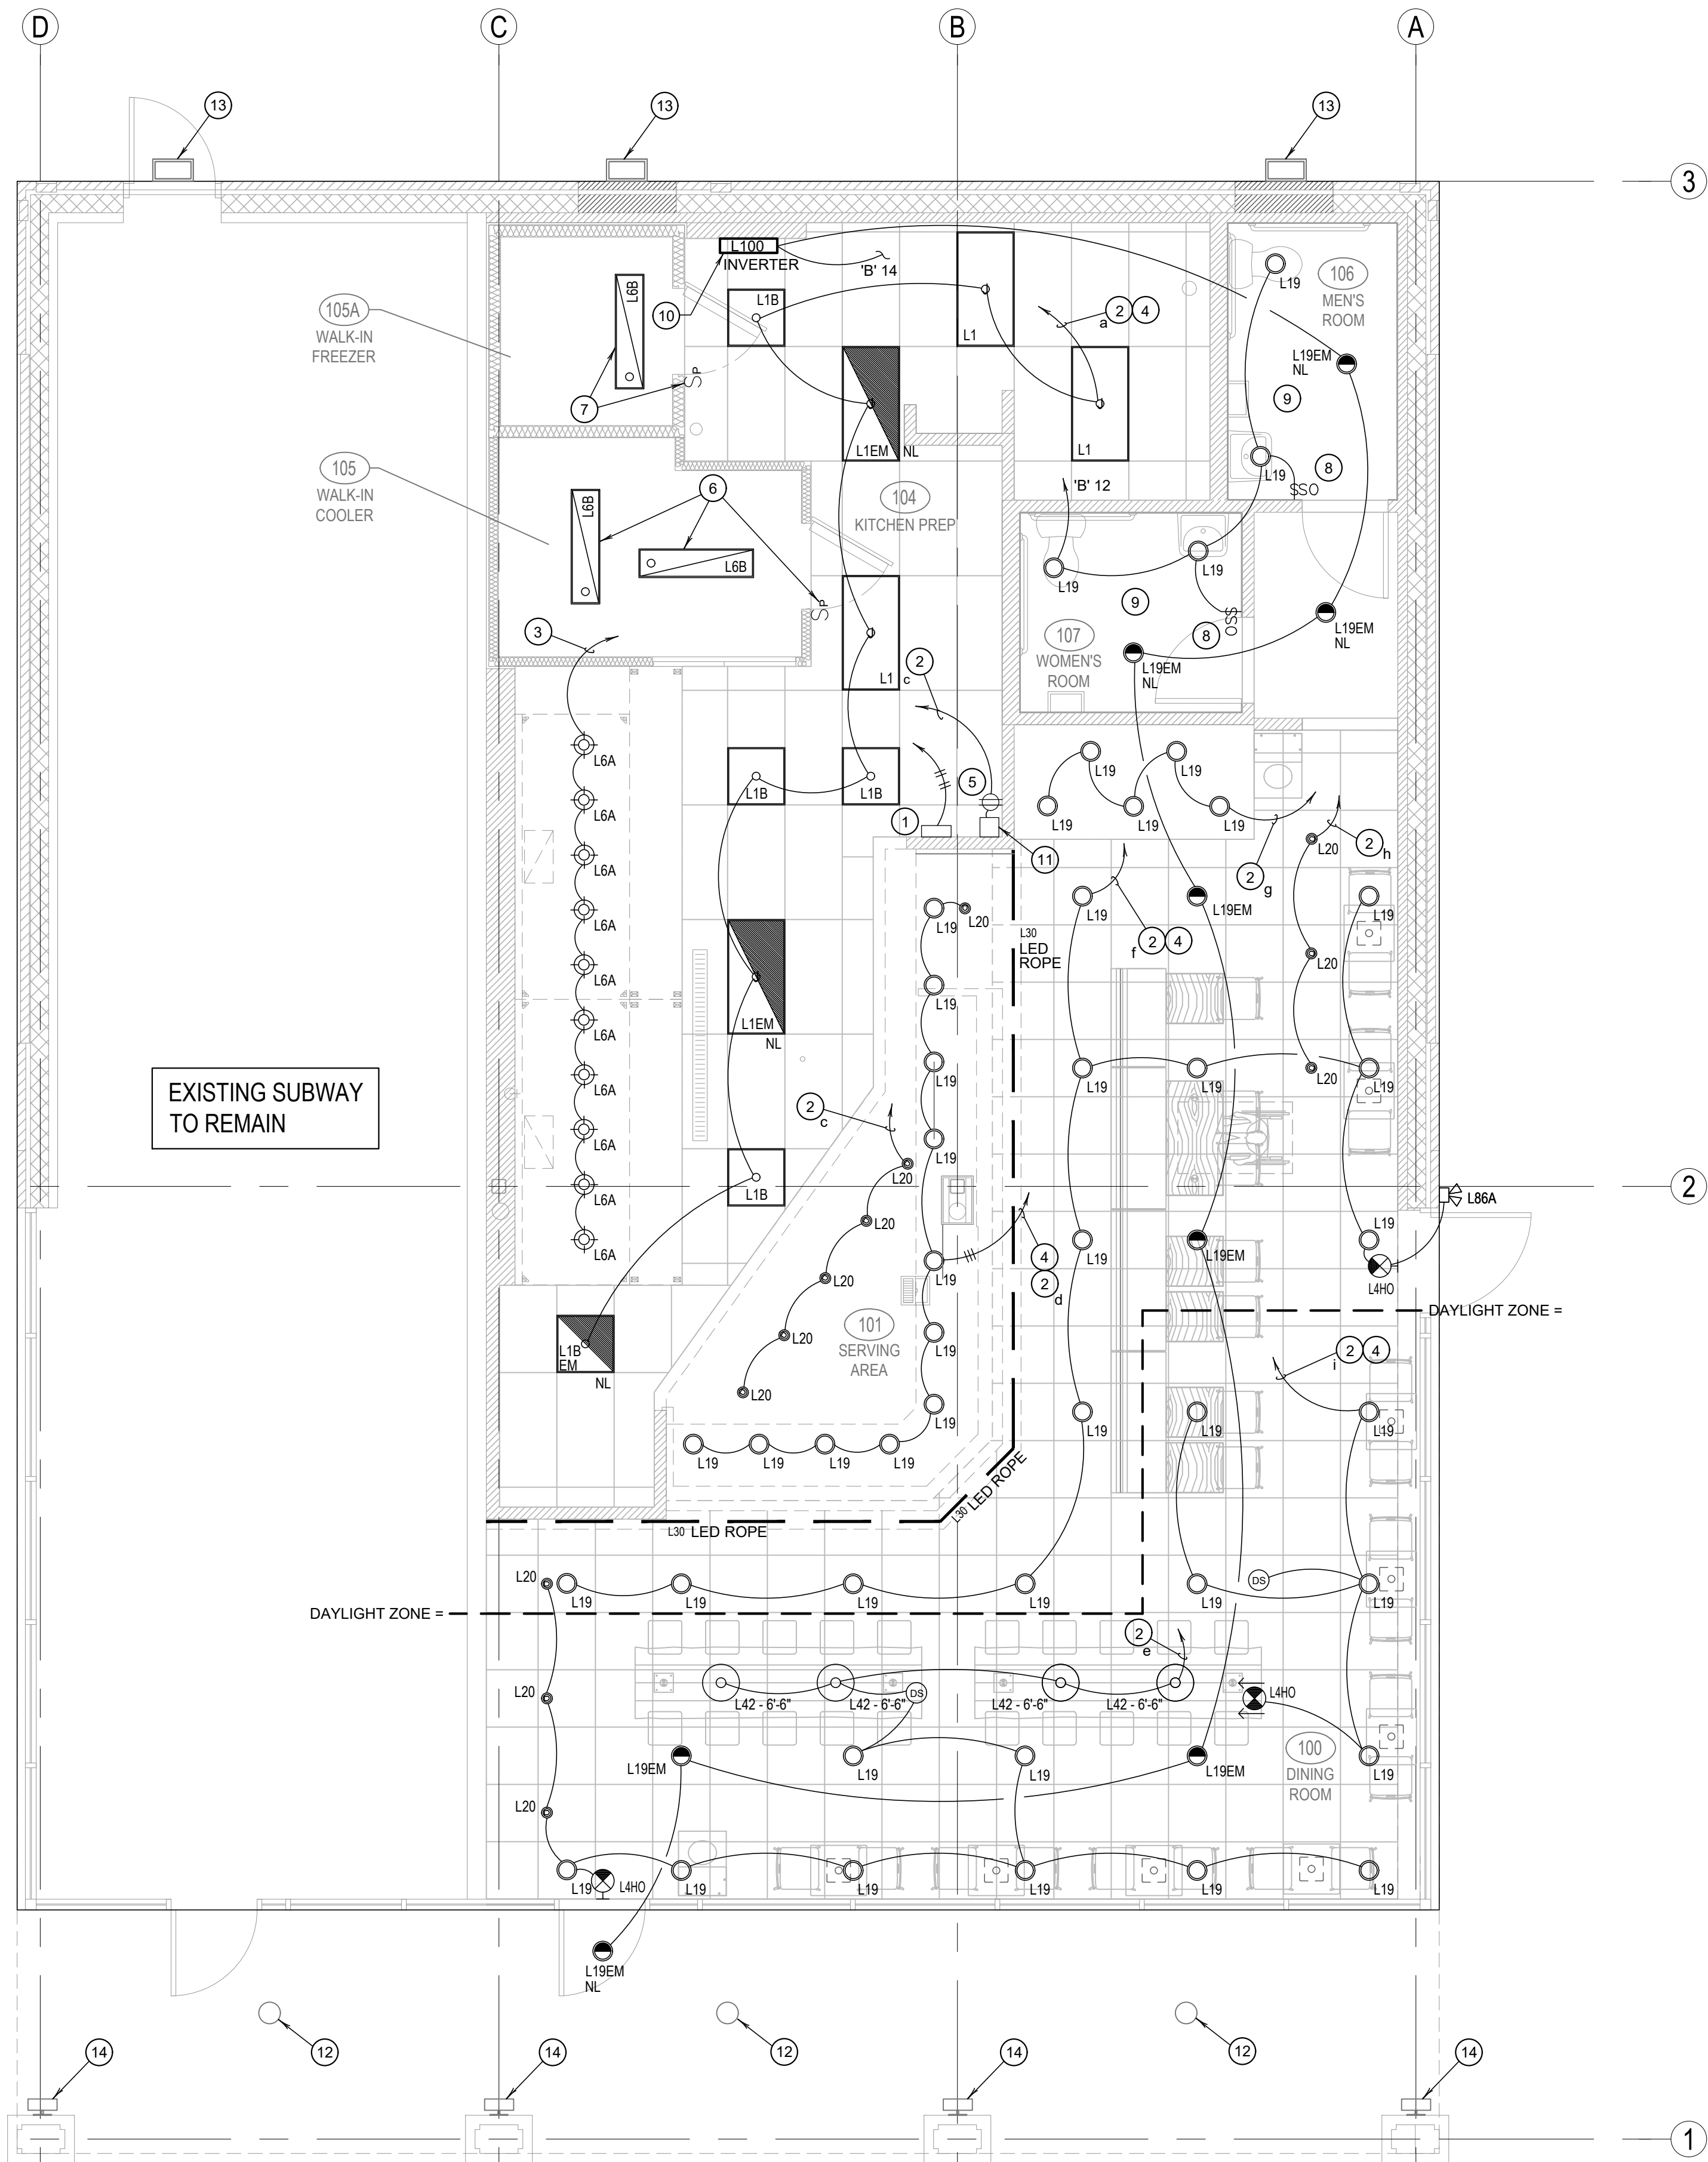 D
C
B
A
13
13
13
3
L100
INVERTER
'B' 14
L6B
L1B
10
L1
a
2
4
L19
106
MEN'S
ROOM
105A
WALK-IN
FREEZER
SP
7
L19EM
NL
9
L1EM
NL
L1
L19
8
SSO
105
WALK-IN
COOLER
6
L6B
L6B
104
KITCHEN PREP
'B' 12
L19
L19
SP
3
9
8
SSO
L19EM
NL
107
WOMEN'S
ROOM
L19EM
NL
L1
2
c
L6A
L6A
L6A
L6A
L6A
L6A
L6A
L6A
L6A
L6A
L1B
L1B
5
1
11
L19
L19
L19
L19
L19
2
g
L20
2
h
L19
L20
L30
LED
ROPE
L19
f
2
4
L19EM
L20
L19
L19
L1EM
NL
L19
L19
L19
L20
L19
EXISTING SUBWAY
TO REMAIN
2
c
L19
L20
L1B
L20
L20
L20
L20
2
L86A
L19
L4HO
L19
L19
L19EM
4
2
d
DAYLIGHT ZONE =
L1B
EM
NL
101
SERVING
AREA
L19
L19
2
4
i
L19
L19
L19
L19
L19
L19
L19
L30 LED ROPE
L30 LED ROPE
L20
L19
L19
L19
L19
L19
DS
L19
DAYLIGHT ZONE =
2
e
L20
L42 - 6'-6"
L42 - 6'-6"
DS
L42 - 6'-6"
L42 - 6'-6"
L4HO
L19EM
L19
L19
L19EM
100
DINING
ROOM
L19
L20
L19
L4HO
L19
L19
L19
L19
L19
L19EM
NL
12
12
12
14
14
14
14
1